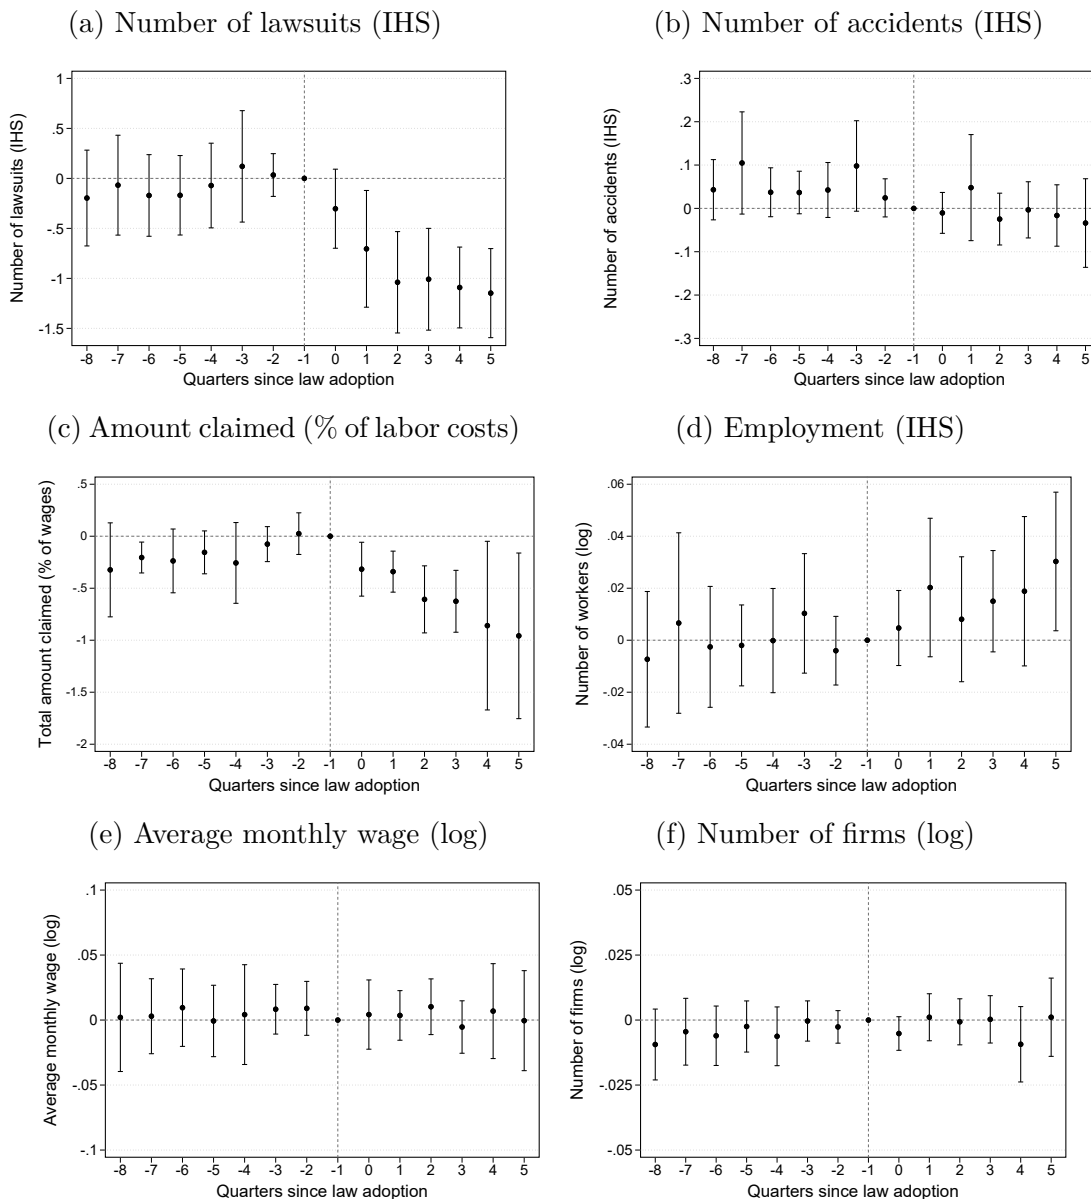 (a) Number of lawsuits (IHS)
(b) Number of accidents (IHS)
Number of lawsuits (IHS)
1
.5
0
-.5
-1
-1.5
-8 -7 -6 -5 -4 -3 -2 -1 0 1 2 3 4 5
Quarters since law adoption
Number of accidents (IHS)
.3
.2
.1
0
-.1
-.2
-.3
-8 -7 -6 -5 -4 -3 -2 -1 0 1 2 3 4 5
Quarters since law adoption
(c) Amount claimed (% of labor costs)
(d) Employment (IHS)
Total amount claimed (% of wages)
.5
0
-.5
-1
-1.5
-2
-8 -7 -6 -5 -4 -3 -2 -1 0 1 2 3 4 5
Quarters since law adoption
Number of workers (log)
.06
.04
.02
0
-.02
-.04
-8 -7 -6 -5 -4 -3 -2 -1 0 1 2 3 4 5
Quarters since law adoption
(e) Average monthly wage (log)
(f) Number of firms (log)
Average monthly wage (log)
.1
.05
0
-.05
-.1
-8 -7 -6 -5 -4 -3 -2 -1 0 1 2 3 4 5
Quarters since law adoption
Number of firms (log)
.05
.025
0
-.025
-.05
-8 -7 -6 -5 -4 -3 -2 -1 0 1 2 3 4 5
Quarters since law adoption